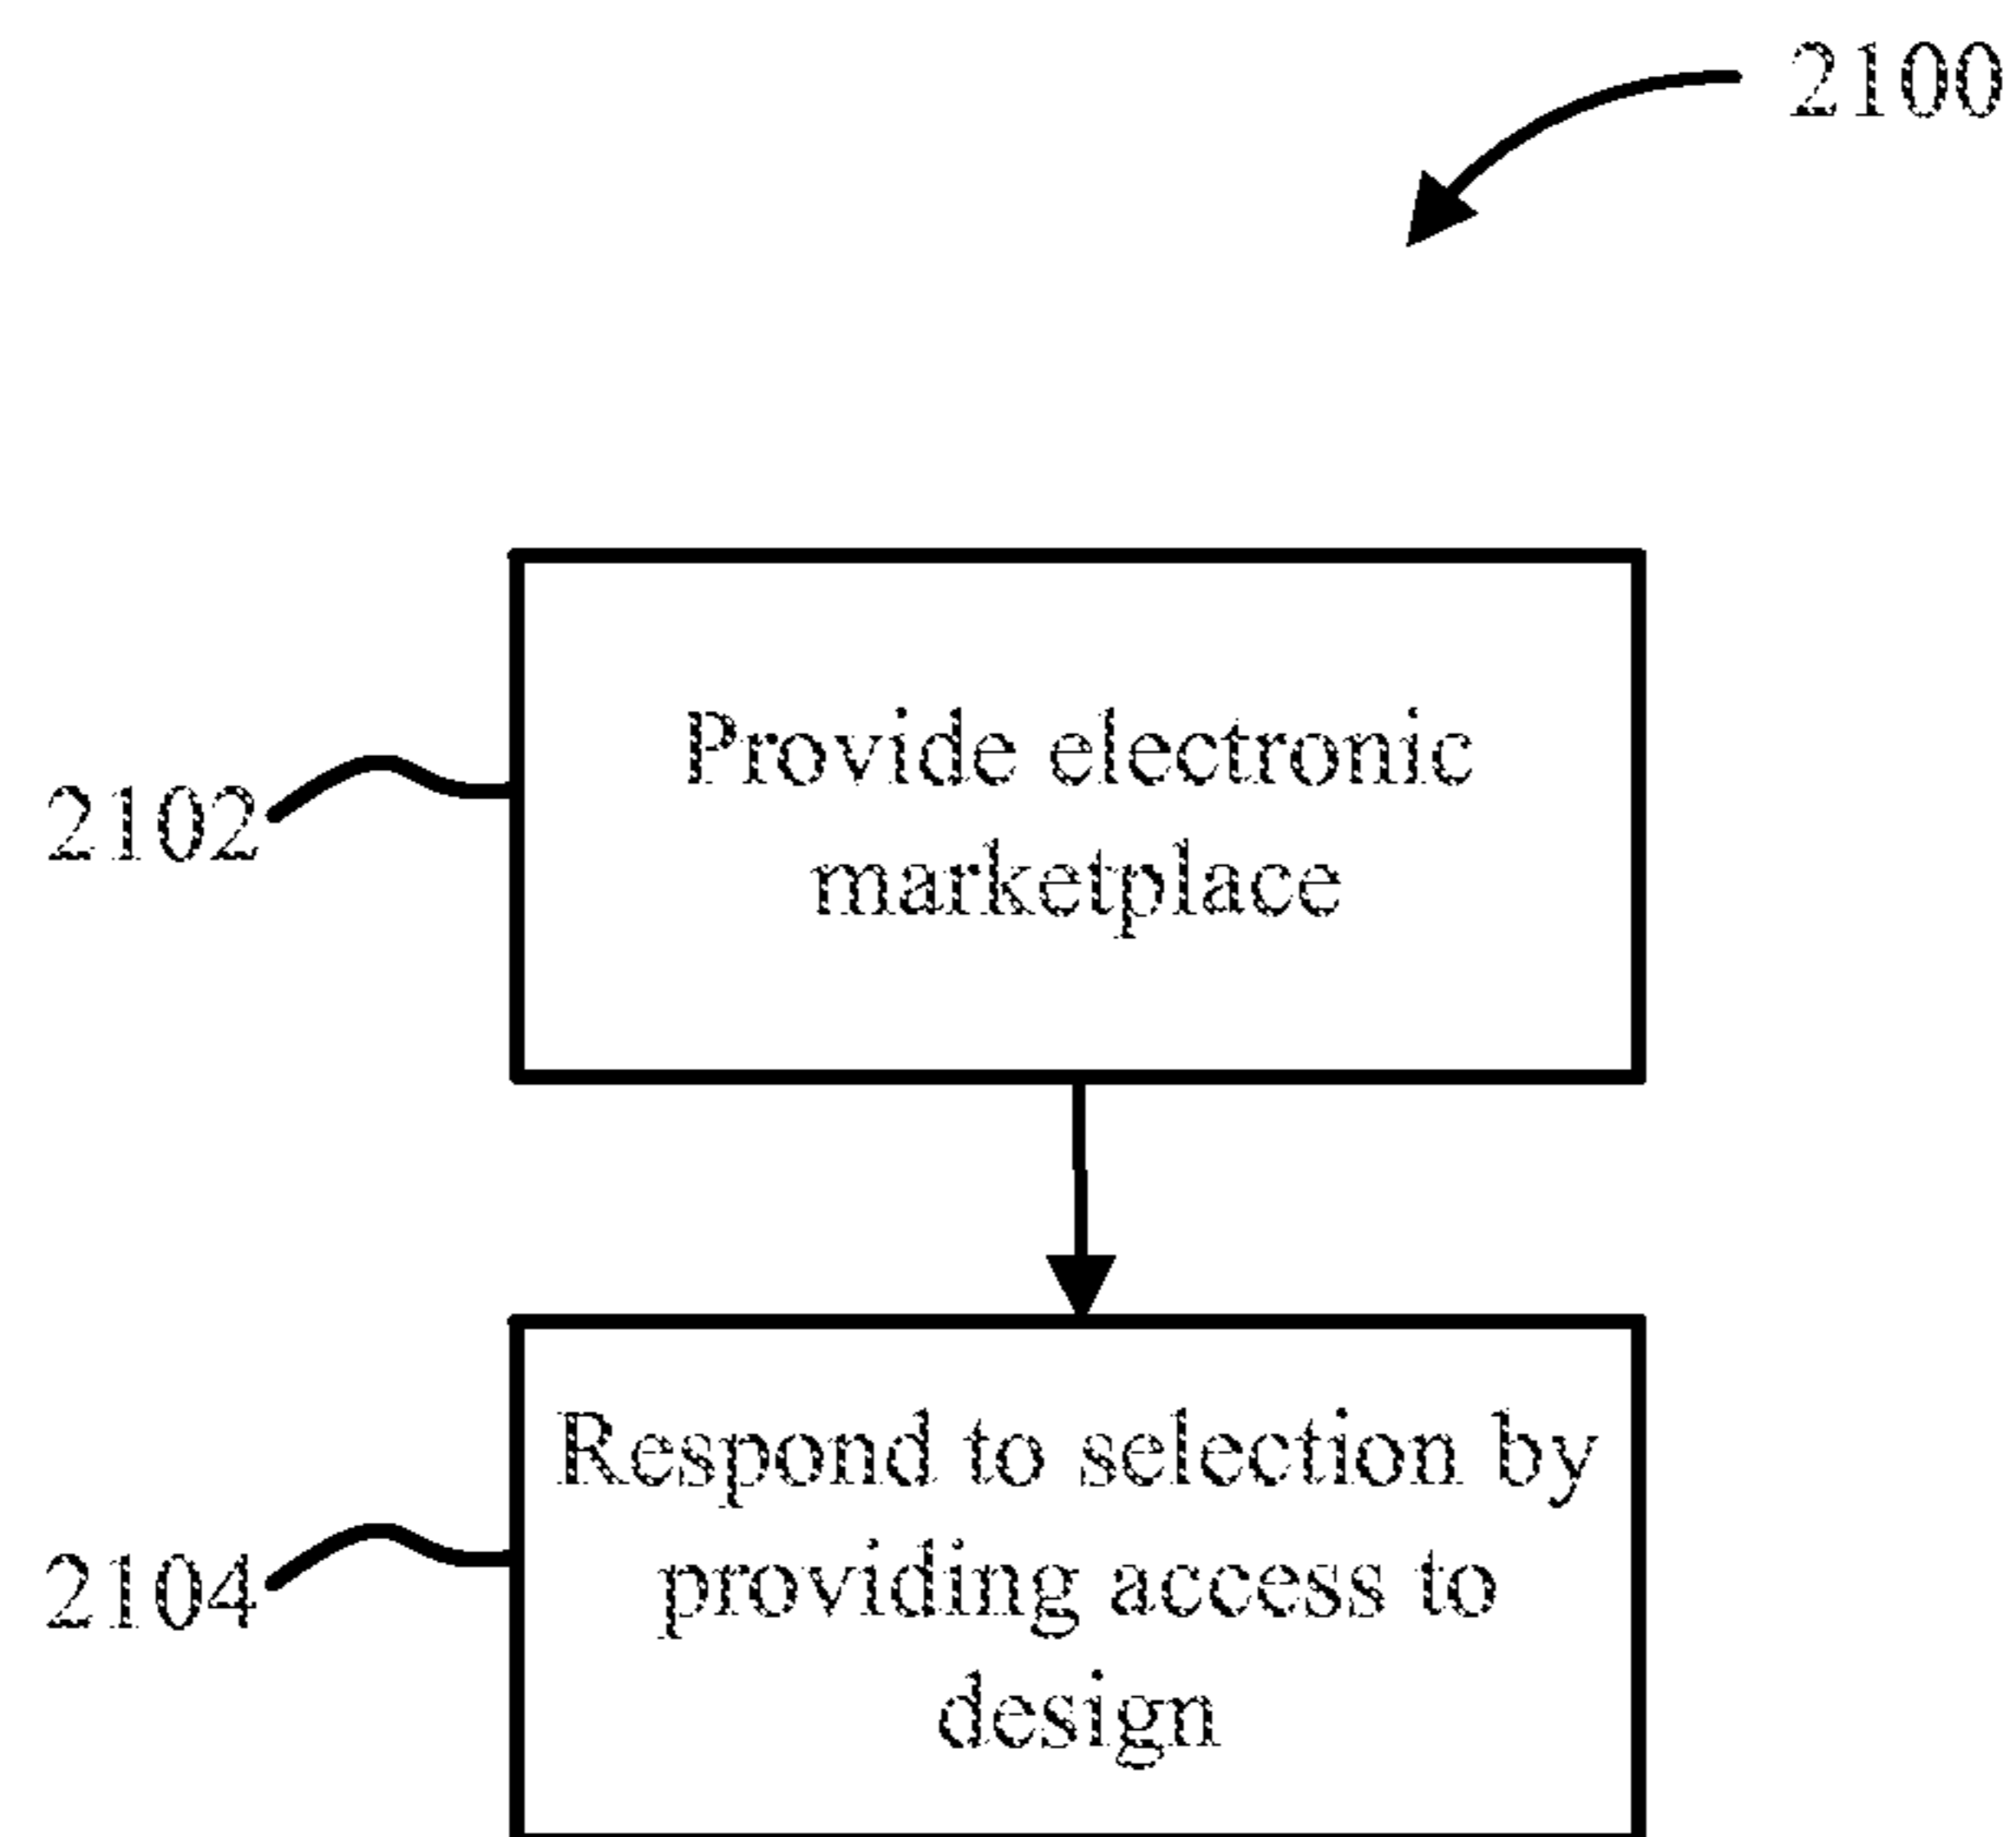 2100
2102
Provide electronic
marketplace
2104
Respond to selection by
providing access to
design